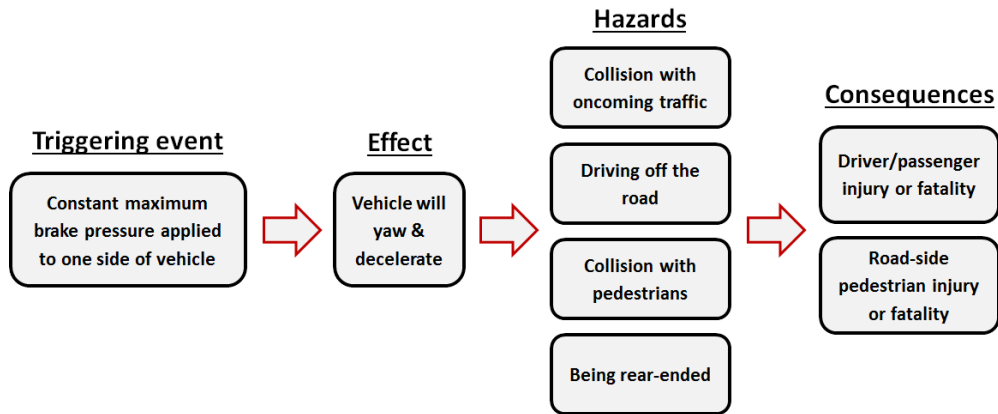 Triggering event
Constant maximum
brake pressure applied
to one side of vehicle
Effect
Vehicle will
yaw &
decelerate
Hazards
Collision with
oncoming traffic
Driving off the
road
Collision with
pedestrians
Being rear-ended
Consequences
Driver/passenger
injury or fatality
Road-side
pedestrian injury
or fatality